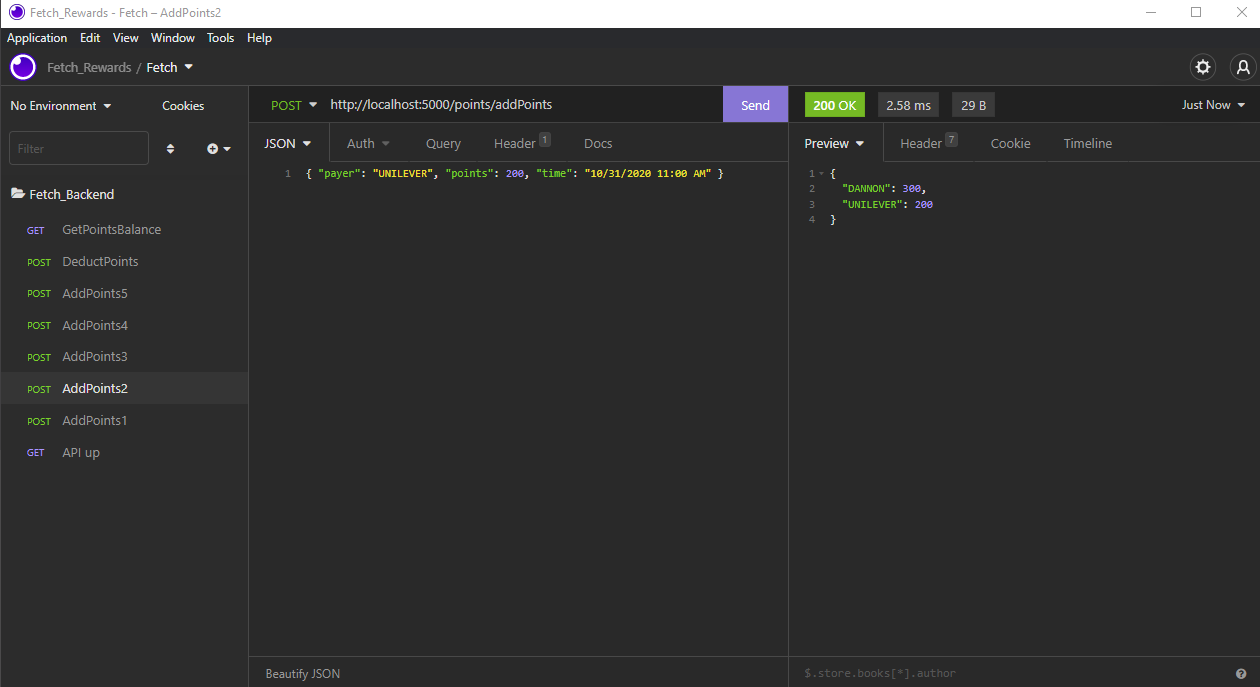 Fetch_Rewards - Fetch – AddPoints2
Application Edit View Window Tools Help
Fetch_Rewards / Fetch
No Environment Cookies
POST http://localhost:5000/points/addPoints Send
200 OK 2.58 ms 29 B Just Now
Filter
JSON Auth Query Header 1 Docs
Preview Header 7 Cookie Timeline
1 { "payer": "UNILEVER", "points": 200, "time": "10/31/2020 11:00 AM" }
1 {
2 "DANNON": 300,
3 "UNILEVER": 200
4 }
Fetch_Backend
GET GetPointsBalance
POST DeductPoints
POST AddPoints5
POST AddPoints4
POST AddPoints3
POST AddPoints2
POST AddPoints1
GET API up
Beautify JSON
$.store.books[*].author